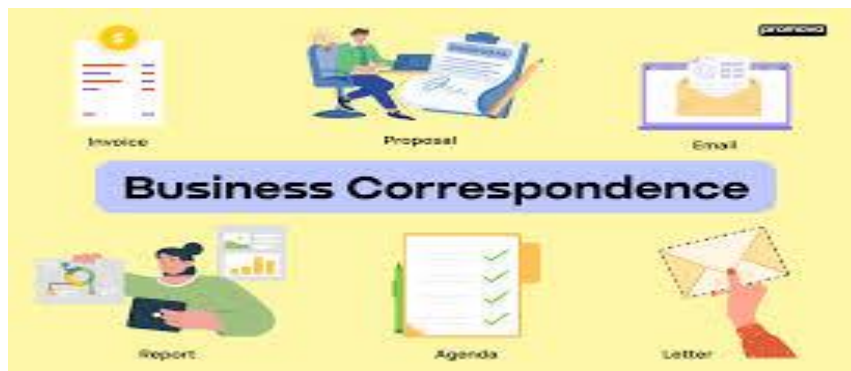 promova
Invoice
Proposal
Email
Business Correspondence
Report
Agenda
Letter